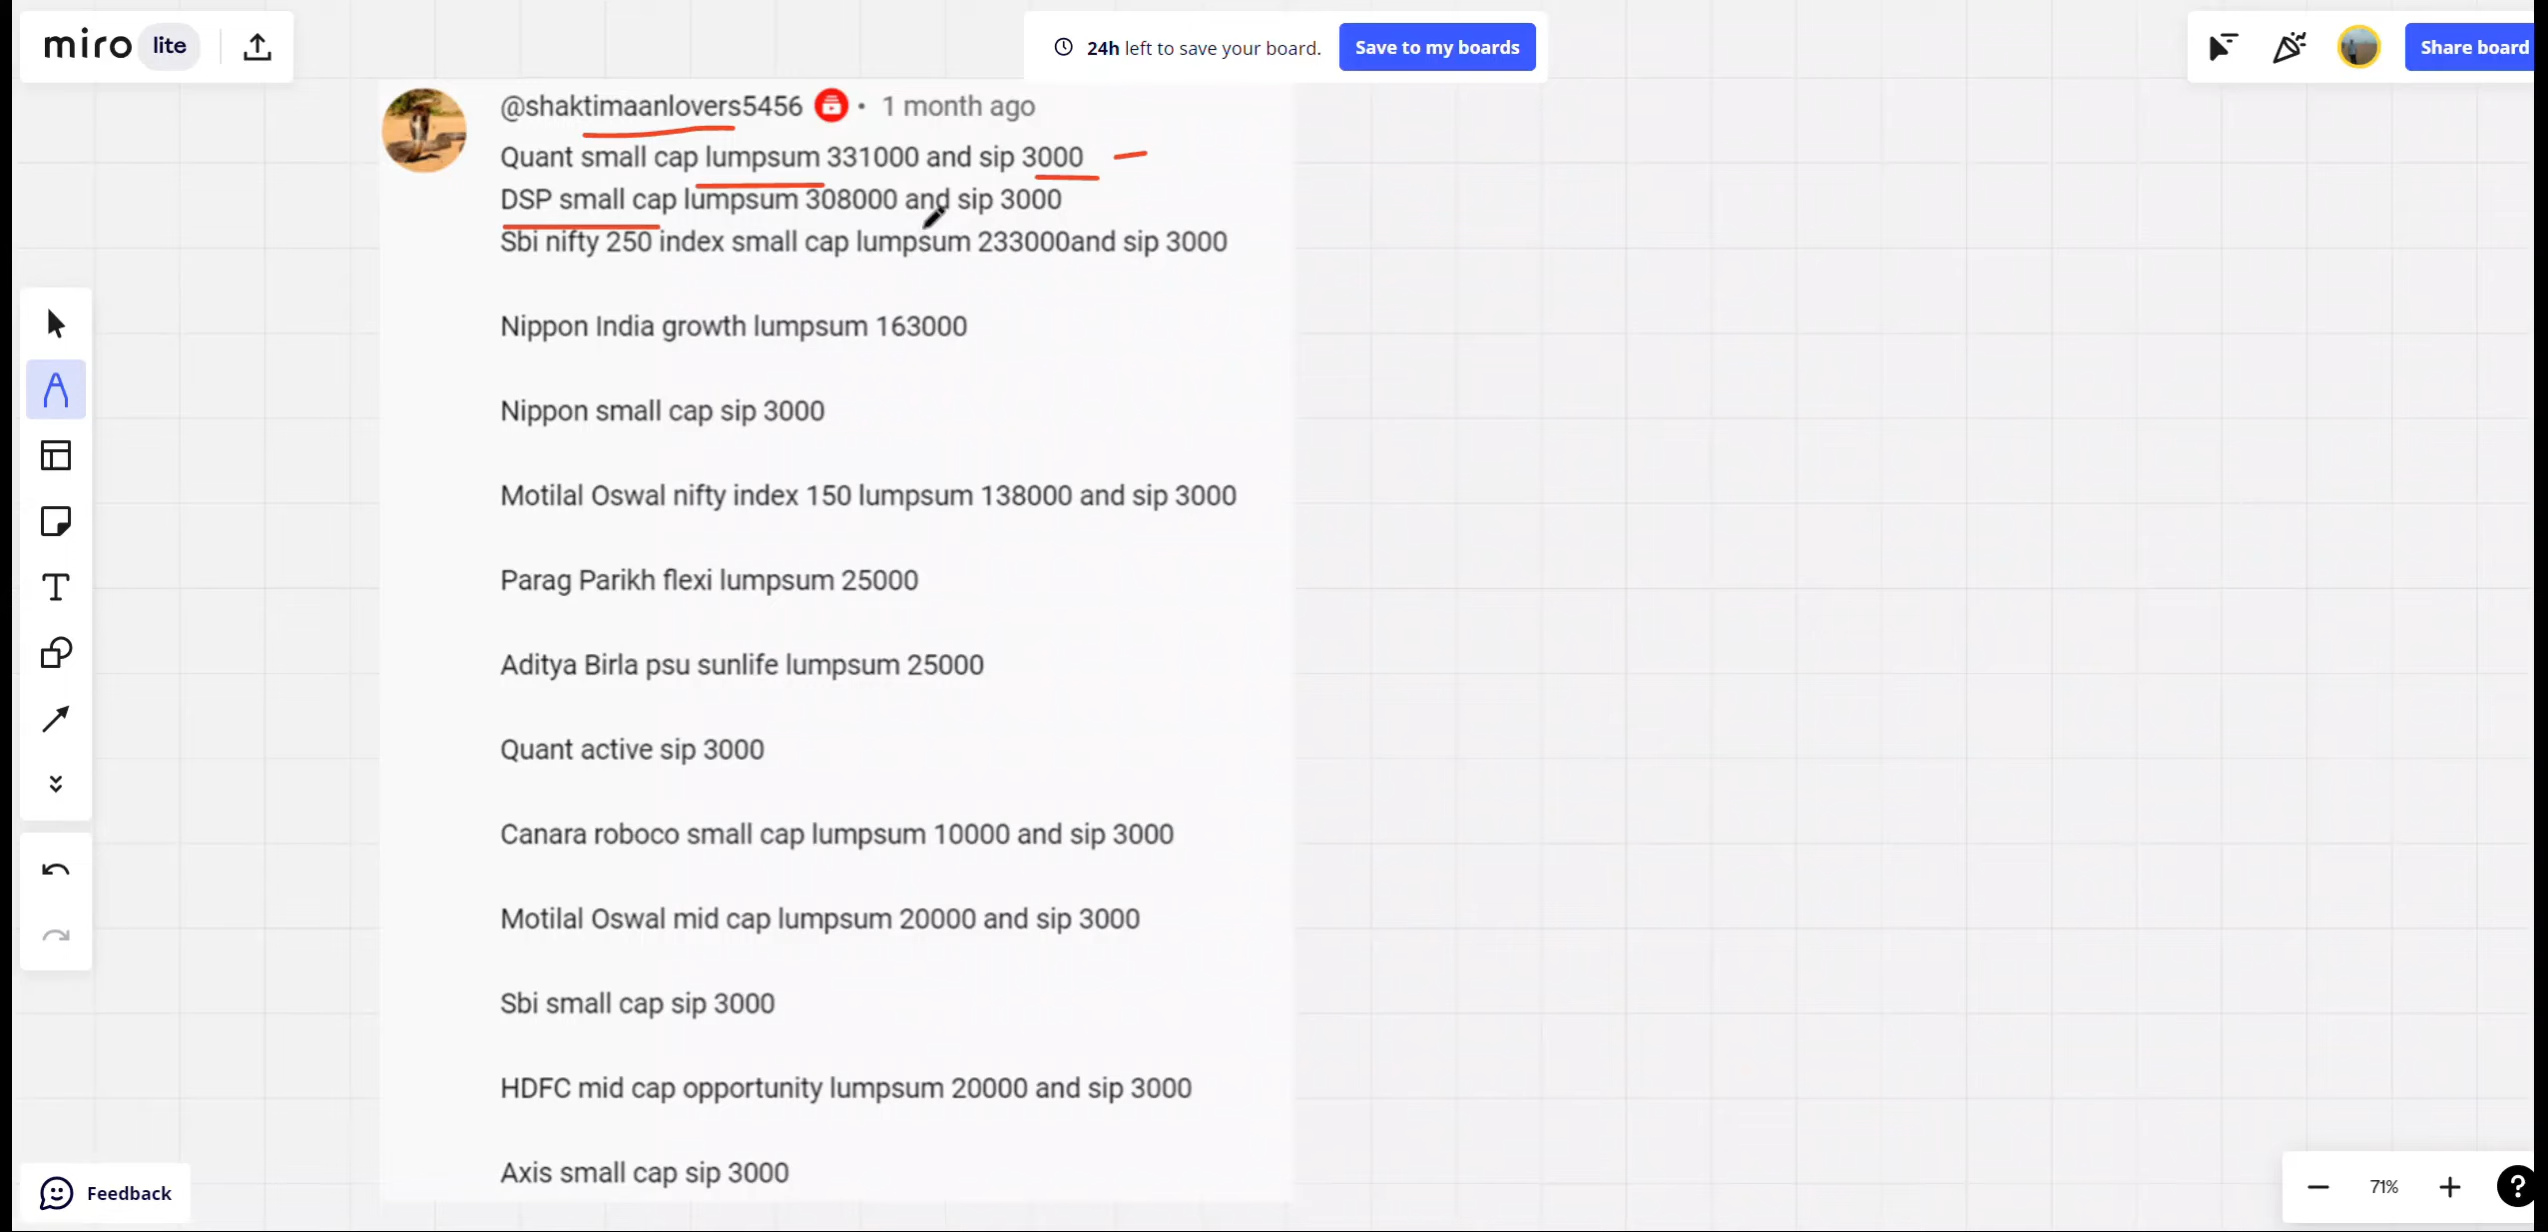 miro lite
24h left to save your board. Save to my boards
Share board
@shaktimaanlovers5456 • 1 month ago
Quant small cap lumpsum 331000 and sip 3000
DSP small cap lumpsum 308000 and sip 3000
Sbi nifty 250 index small cap lumpsum 233000and sip 3000
Nippon India growth lumpsum 163000
Nippon small cap sip 3000
Motilal Oswal nifty index 150 lumpsum 138000 and sip 3000
Parag Parikh flexi lumpsum 25000
Aditya Birla psu sunlife lumpsum 25000
Quant active sip 3000
Canara roboco small cap lumpsum 10000 and sip 3000
Motilal Oswal mid cap lumpsum 20000 and sip 3000
Sbi small cap sip 3000
HDFC mid cap opportunity lumpsum 20000 and sip 3000
Axis small cap sip 3000
Feedback
71%
?